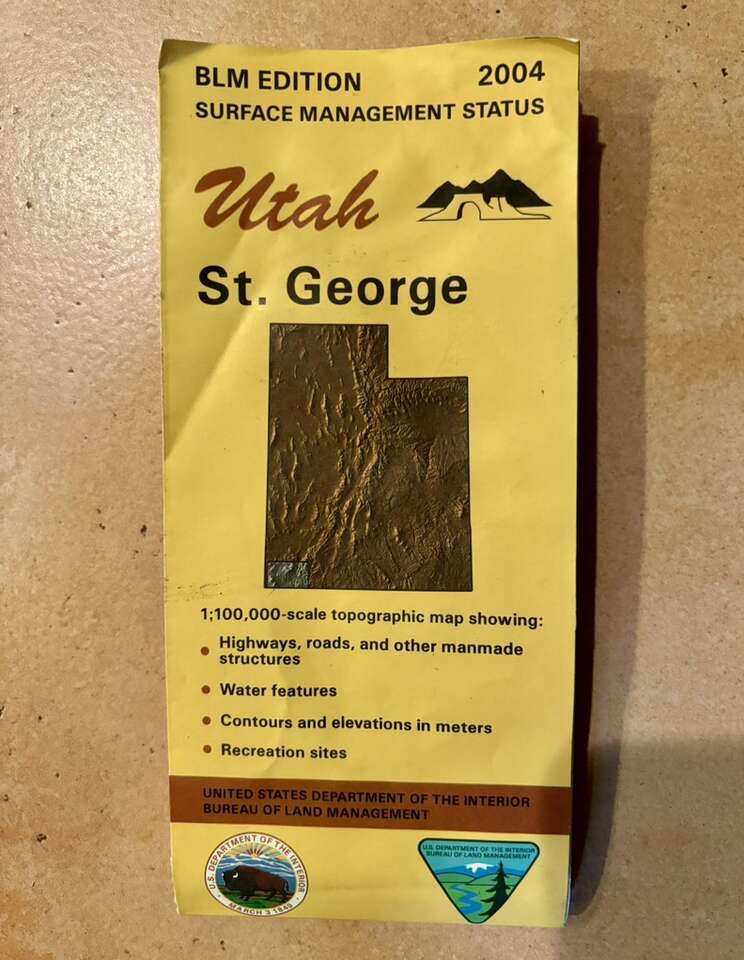 BLM EDITION 2004
SURFACE MANAGEMENT STATUS
Utah
St. George
1:100,000-scale topographic map showing:
• Highways, roads, and other manmade
structures
• Water features
• Contours and elevations in meters
• Recreation sites
UNITED STATES DEPARTMENT OF THE INTERIOR
BUREAU OF LAND MANAGEMENT
U.S. DEPARTMENT OF THE INTERIOR
MARCH 3 1849
U.S. DEPARTMENT OF THE INTERIOR
BUREAU OF LAND MANAGEMENT